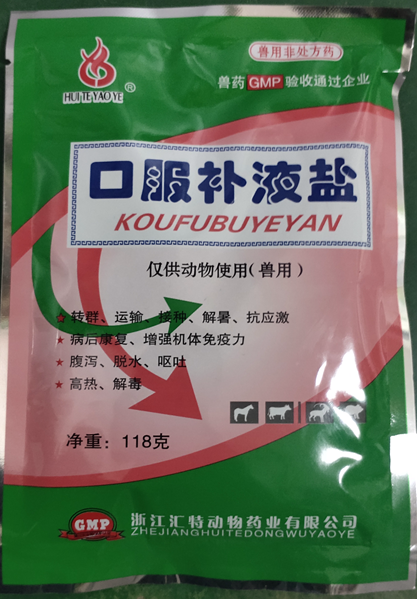 兽用非处方药
HUITEYAOYE®
兽药GMP验收通过企业
口服补液盐
KOUFUBUYEYAN
仅供动物使用(兽用)
★ 转群、运输、接种、解暑、抗应激
★ 病后康复、增强机体免疫力
★ 腹泻、脱水、呕吐
★ 高热、解毒
净重：118克
GMP
浙江汇特动物药业有限公司
ZHEJIANGHUITEDONGWUYAOYE